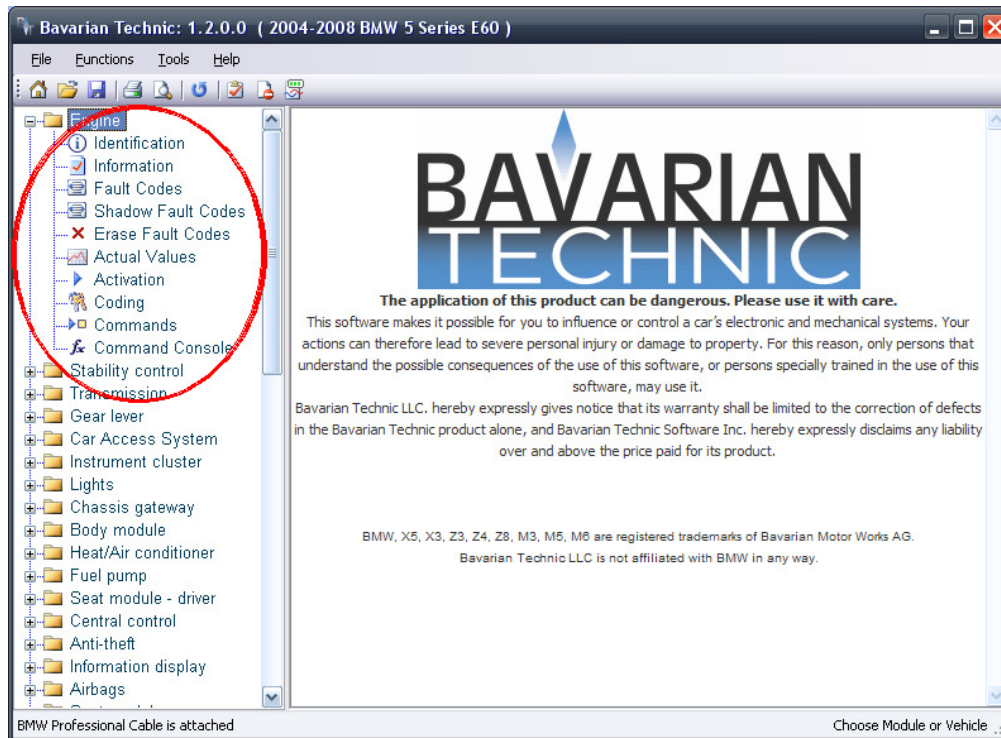 Bavarian Technic: 1.2.0.0 ( 2004-2008 BMW 5 Series E60 )
File Functions Tools Help
Engine
Identification
Information
Fault Codes
Shadow Fault Codes
Erase Fault Codes
Actual Values
Activation
Coding
Commands
Command Console
Stability control
Transmission
Gear lever
Car Access System
Instrument cluster
Lights
Chassis gateway
Body module
Heat/Air conditioner
Fuel pump
Seat module - driver
Central control
Anti-theft
Information display
Airbags
BAVARIAN
TECHNIC
The application of this product can be dangerous. Please use it with care.
This software makes it possible for you to influence or control a car's electronic and mechanical systems. Your
actions can therefore lead to severe personal injury or damage to property. For this reason, only persons that
understand the possible consequences of the use of this software, or persons specially trained in the use of this
software, may use it.
Bavarian Technic LLC. hereby expressly gives notice that its warranty shall be limited to the correction of defects
in the Bavarian Technic product alone, and Bavarian Technic Software Inc. hereby expressly disclaims any liability
over and above the price paid for its product.
BMW, X5, X3, Z3, Z4, Z8, M3, M5, M6 are registered trademarks of Bavarian Motor Works AG.
Bavarian Technic LLC is not affiliated with BMW in any way.
BMW Professional Cable is attached
Choose Module or Vehicle